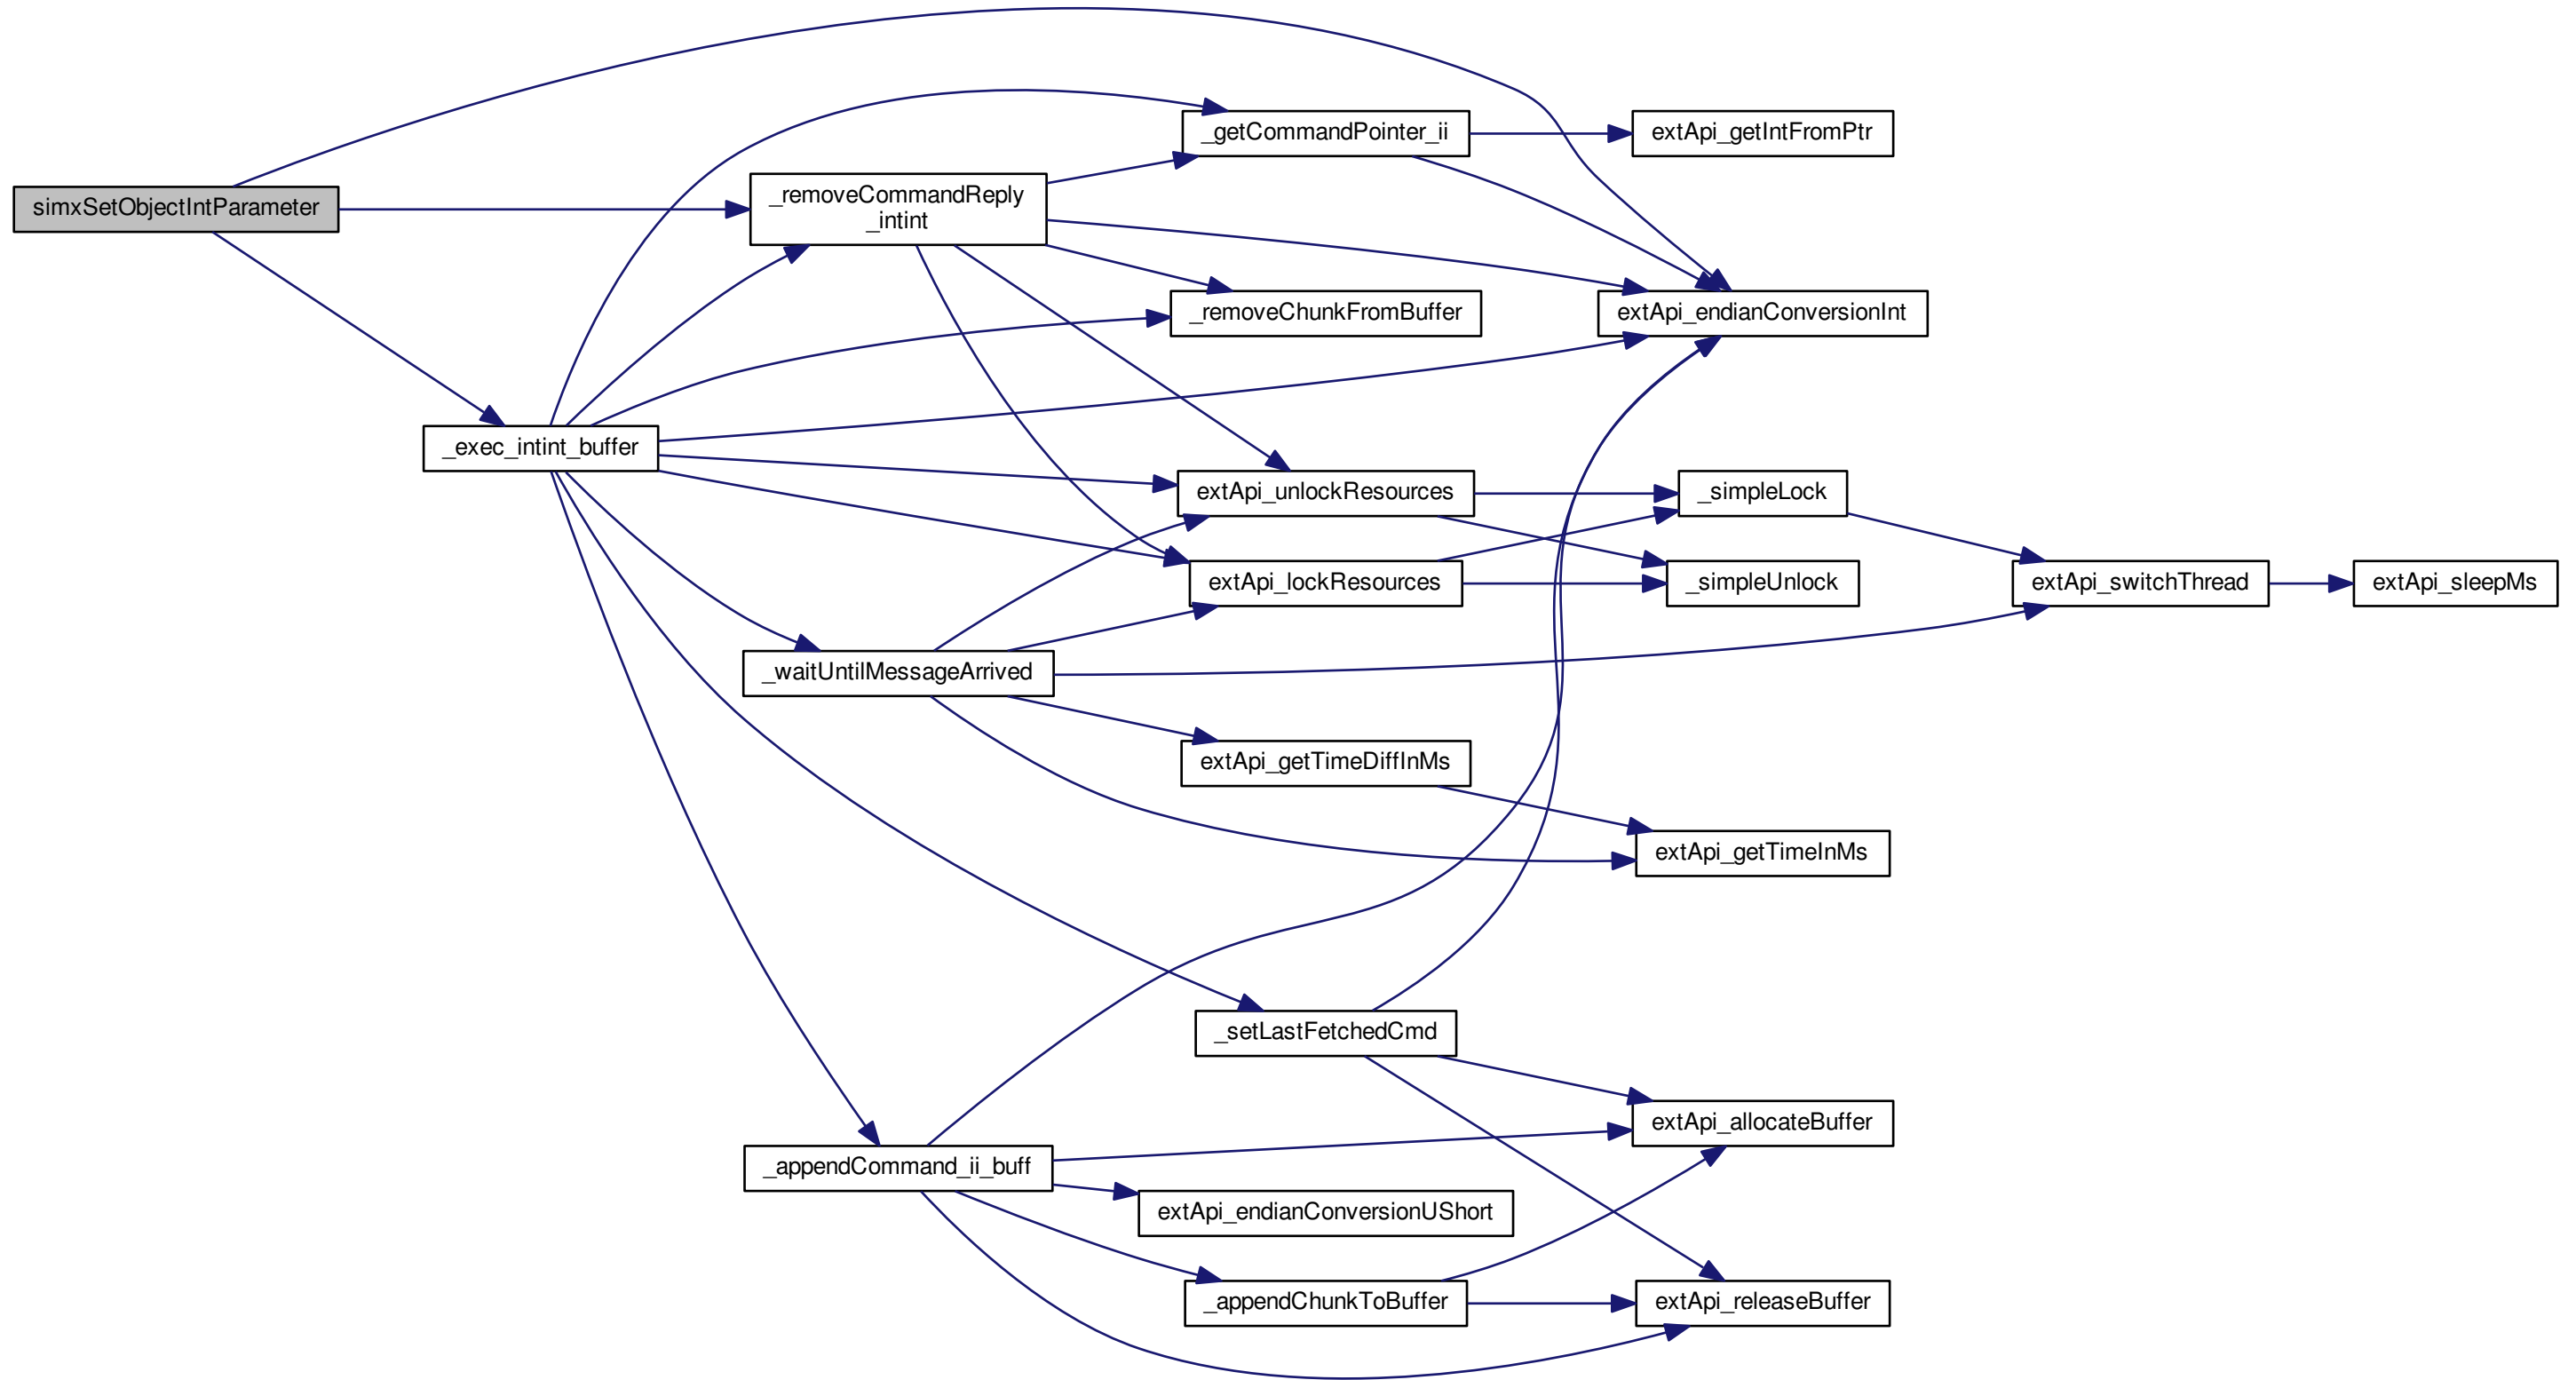 simxSetObjectIntParameter
_exec_intint_buffer
_removeCommandReply
_intint
_waitUntilMessageArrived
_appendCommand_ii_buff
_getCommandPointer_ii
_removeChunkFromBuffer
extApi_unlockResources
extApi_lockResources
extApi_getTimeDiffInMs
_setLastFetchedCmd
extApi_endianConversionUShort
_appendChunkToBuffer
extApi_getIntFromPtr
extApi_endianConversionInt
_simpleLock
_simpleUnlock
extApi_getTimeInMs
extApi_allocateBuffer
extApi_releaseBuffer
extApi_switchThread
extApi_sleepMs